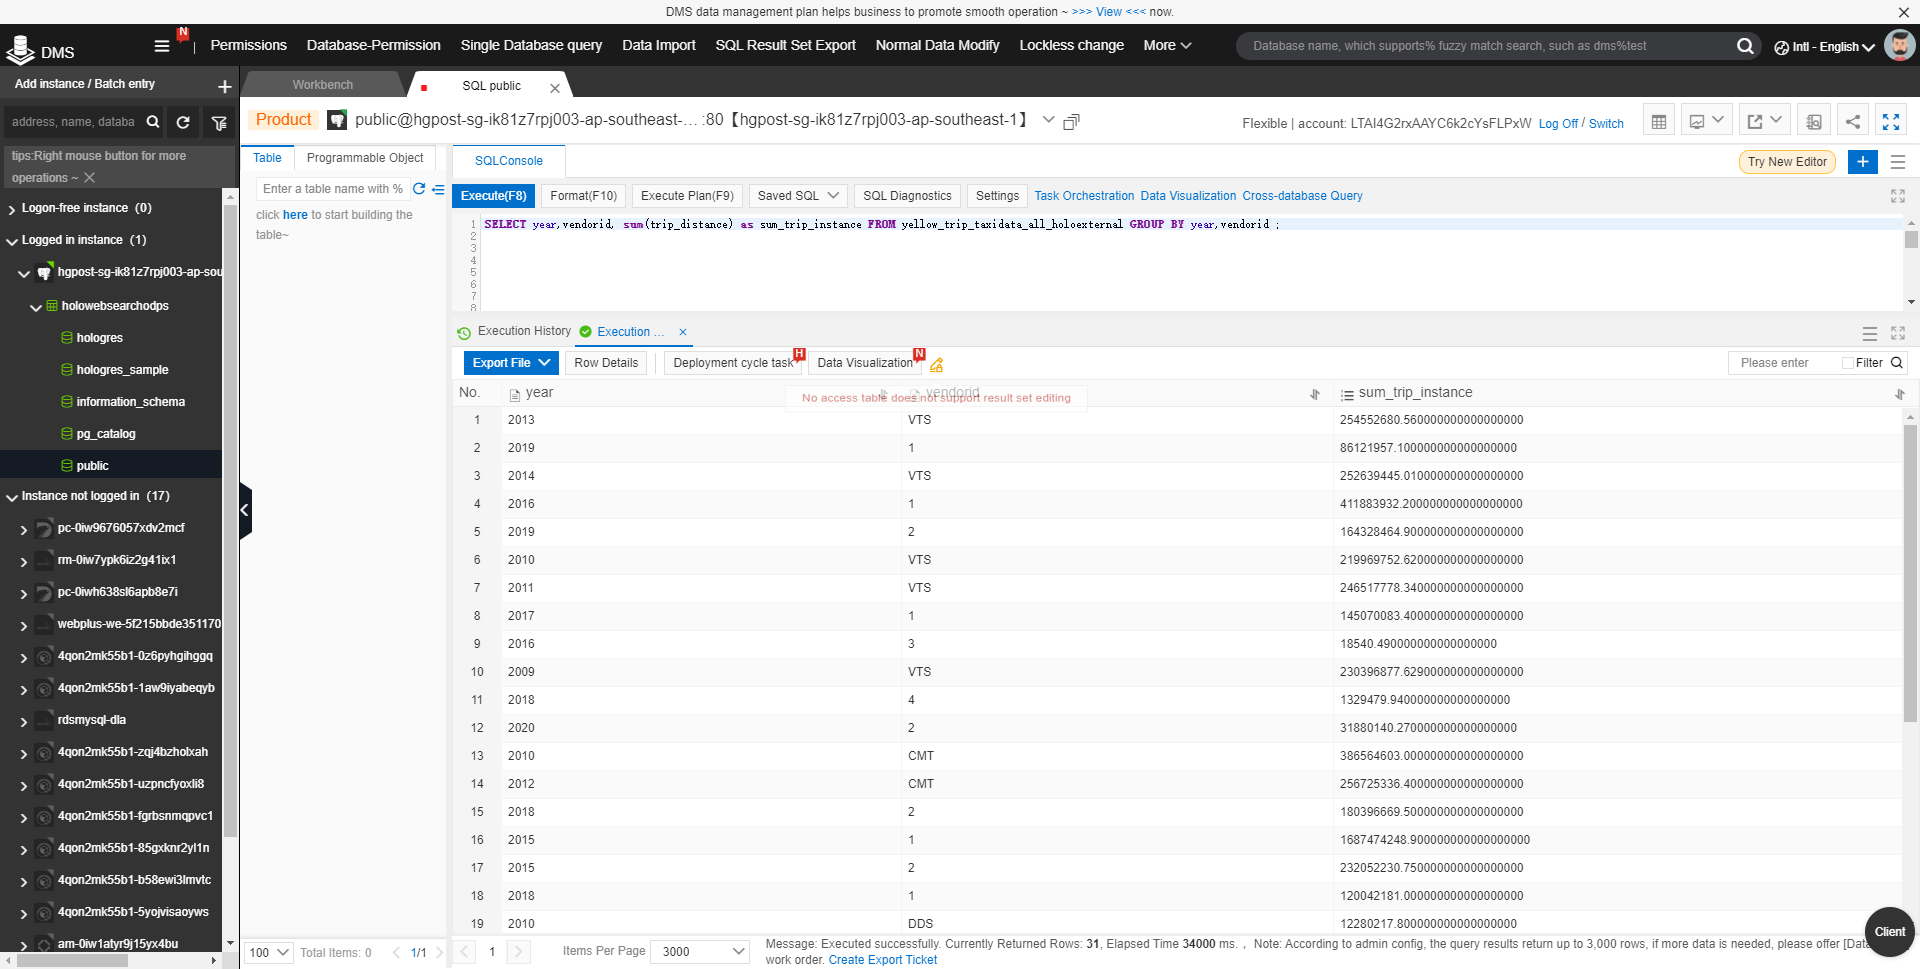 DMS data management plan helps business to promote smooth operation ~ >>> View <<< now.
DMS
N
Permissions
Database-Permission
Single Database query
Data Import
SQL Result Set Export
Normal Data Modify
Lockless change
More
Database name, which supports% fuzzy match search, such as dms%test
Intl - English
Add instance / Batch entry
address, name, databa
tips:Right mouse button for more
operations ~
Logon-free instance (0)
Logged in instance (1)
hgpost-sg-ik81z7rpj003-ap-sou
holowebsearchodps
hologres
hologres_sample
information_schema
pg_catalog
public
Instance not logged in (17)
pc-0iw9676057xdv2mcf
rm-0iw7ypk6iz2g41ix1
pc-0iwh638sl6apb8e7i
webplus-we-5f215bbde351170
4qon2mk55b1-0z6pyhgihggq
4qon2mk55b1-1aw9iyabeqyb
rdsmysql-dla
4qon2mk55b1-zqj4bzholxah
4qon2mk55b1-uzpncfyoxli8
4qon2mk55b1-fgrbsnmqpvc1
4qon2mk55b1-85gxknr2yl1n
4qon2mk55b1-b58ewi3lmvtc
4qon2mk55b1-5yojvisaoyws
am-0iw1atyr9j15yx4bu
Workbench
SQL public
Product
public@hgpost-sg-ik81z7rpj003-ap-southeast-... :80【hgpost-sg-ik81z7rpj003-ap-southeast-1】
Flexible | account: LTAI4G2rxAAYC6k2cYsFLPxW Log Off / Switch
Table
Programmable Object
Enter a table name with %
click here to start building the
table~
100
Total Items: 0
1/1
SQLConsole
Try New Editor
Execute(F8)
Format(F10)
Execute Plan(F9)
Saved SQL
SQL Diagnostics
Settings
Task Orchestration
Data Visualization
Cross-database Query
1 SELECT year,vendorid, sum(trip_distance) as sum_trip_instance FROM yellow_trip_taxidata_all_holoexternal GROUP BY year,vendorid ;
2
3
4
5
6
7
8
Execution History
Execution ...
Export File
Row Details
Deployment cycle task
H
Data Visualization
N
Please enter
Filter
No access table does not support result set editing
No. year vendorid sum_trip_instance
1 2013 VTS 254552680.560000000000000000
2 2019 1 86121957.100000000000000000
3 2014 VTS 252639445.010000000000000000
4 2016 1 411883932.200000000000000000
5 2019 2 164328464.900000000000000000
6 2010 VTS 219969752.620000000000000000
7 2011 VTS 246517778.340000000000000000
8 2017 1 145070083.400000000000000000
9 2016 3 18540.490000000000000000
10 2009 VTS 230396877.629000000000000000
11 2018 4 1329479.940000000000000000
12 2020 2 31880140.270000000000000000
13 2010 CMT 386564603.000000000000000000
14 2012 CMT 256725336.400000000000000000
15 2018 2 180396669.500000000000000000
16 2015 1 1687474248.900000000000000000
17 2015 2 232052230.750000000000000000
18 2018 1 120042181.000000000000000000
19 2010 DDS 12280217.800000000000000000
1
Items Per Page
3000
Message: Executed successfully. Currently Returned Rows: 31, Elapsed Time 34000 ms. , Note: According to admin config, the query results return up to 3,000 rows, if more data is needed, please offer [Data
work order. Create Export Ticket
Client